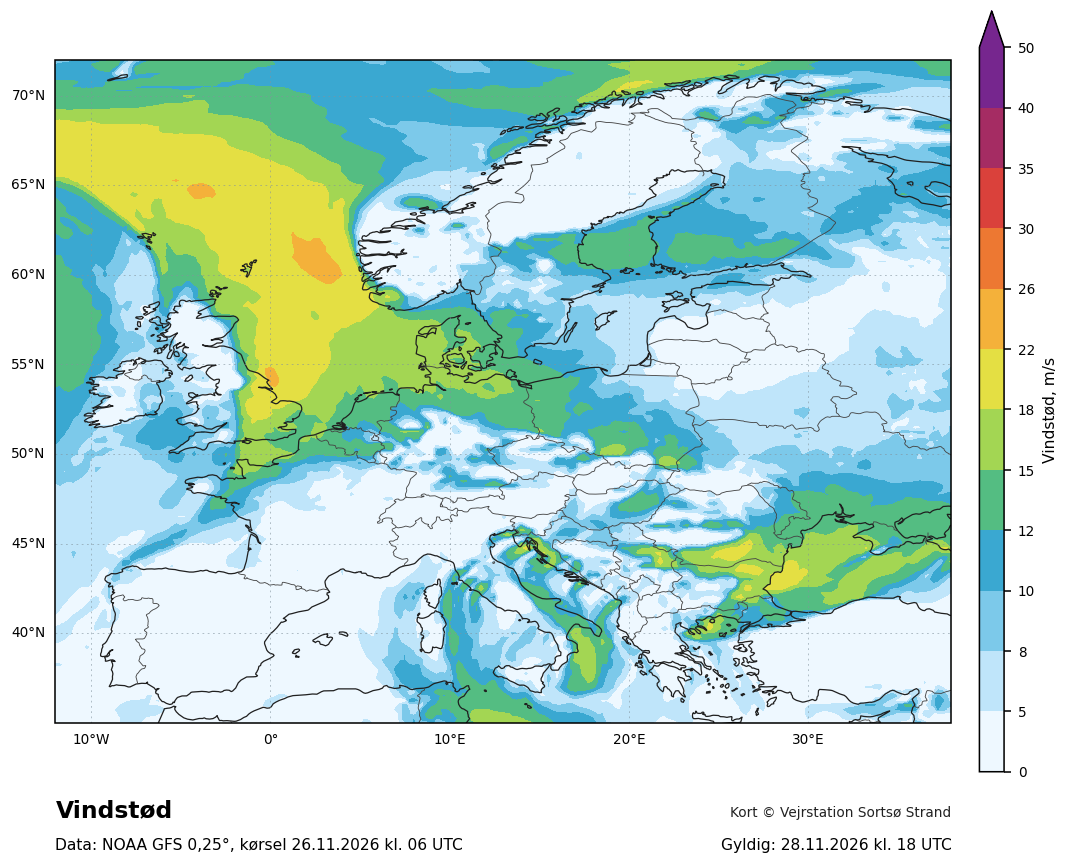 50
40
35
30
26
22
18
15
12
10
8
5
0
Vindstød, m/s
70°N
65°N
60°N
55°N
50°N
45°N
40°N
10°W
0°
10°E
20°E
30°E
Vindstød
Kort © Vejrstation Sortsø Strand
Data: NOAA GFS 0,25°, kørsel 26.11.2026 kl. 06 UTC
Gyldig: 28.11.2026 kl. 18 UTC